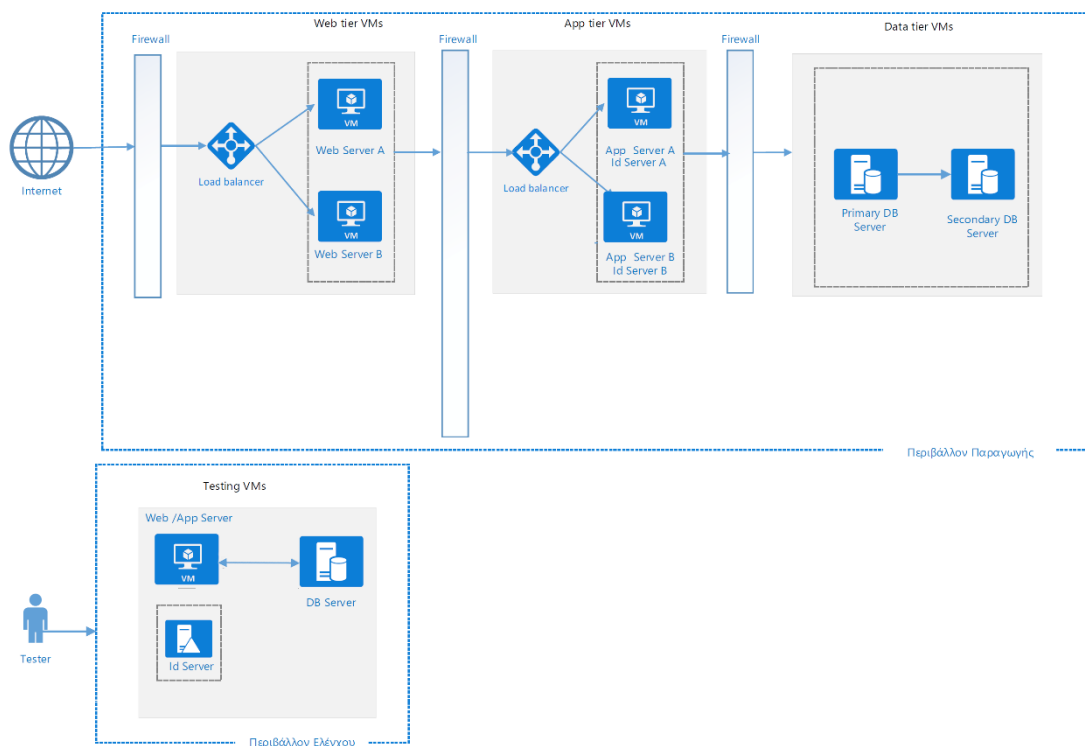 Web tier VMs
App tier VMs
Data tier VMs
Firewall
Firewall
Firewall
VM
Web Server A
VM
App Server A
Id Server A
Load balancer
Load balancer
Internet
Primary DB
Server
Secondary DB
Server
VM
Web Server B
VM
App Server B
Id Server B
Περιβάλλον Παραγωγής
Testing VMs
Web /App Server
VM
DB Server
Id Server
Tester
Περιβάλλον Ελένχου